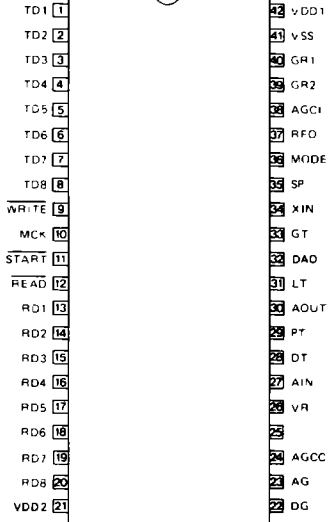 TD1 1
TD2 2
TD3 3
TD4 4
TD5 5
TD6 6
TD7 7
TD8 8
WRITE 9
MCK 10
START 11
READ 12
RD1 13
RD2 14
RD3 15
RD4 16
RD5 17
RD6 18
RD7 19
RD8 20
VDD2 21
42 VDD1
41 VSS
40 GR1
39 GR2
38 AGCI
37 RFO
36 MODE
35 SP
34 XIN
33 GT
32 DAO
31 LT
30 AOUT
29 PT
28 DT
27 AIN
26 VR
25
24 AGCC
23 AG
22 DG